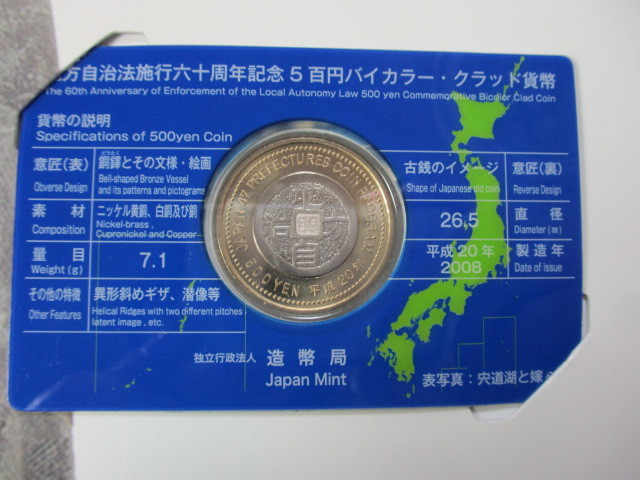 方自治法施行六十周年記念5百円バイカラー・クラッド貨幣
The 60th Anniversary of Enforcement of the Local Autonomy Law 500 yen Commemorative Bicolor Clad Coin
貨幣の説明
Specifications of 500yen Coin
意匠(表)
Obverse Design
どうたく
銅鐸とその文様・絵画
Bell-shaped Bronze Vessel
and its patterns and pictograms
古銭のイメージ
Shape of Japanese old coin
意匠(裏)
Reverse Design
素材
Composition
ニッケル黄銅、白銅及び銅
Nickel-brass,
Cupronickel and Copper
26.5
直径
Diameter (m)
量目
Weight (g)
7.1
平成20年
2008
製造年
Date of issue
その他の特徴
Other Features
異形斜めギザ、潜像等
Helical Ridges with two different pitches,
latent image, etc.
JAPAN 47 PREFECTURES COIN PROGRAM
500YEN 平成20年
独立行政法人 造幣局
Japan Mint
表写真:宍道湖と嫁